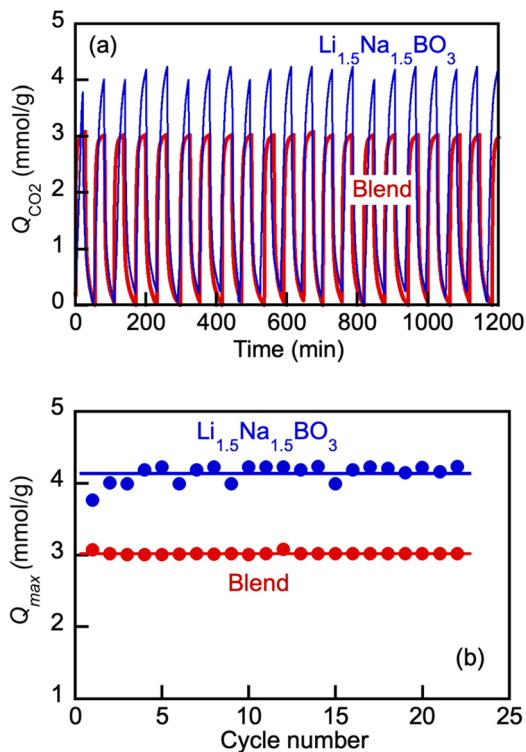 (a)
Li1.5Na1.5BO3
5
4
3
2
1
0
QCO2 (mmol/g)
Blend
0 200 400 600 800 1000 1200
Time (min)
5
4
3
2
1
Qmax (mmol/g)
Li1.5Na1.5BO3
Blend
(b)
0 5 10 15 20 25
Cycle number